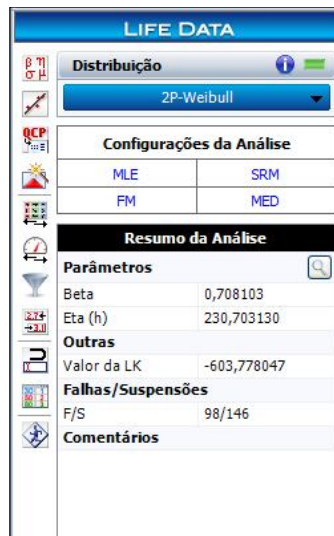 LIFE DATA
Distribuição
2P-Weibull
Configurações da Análise
MLE SRM
FM MED
Resumo da Análise
Parâmetros
Beta 0,708103
Eta (h) 230,703130
Outras
Valor da LK -603,778047
Falhas/Suspensões
F/S 98/146
Comentários
β η
σ μ
QCP